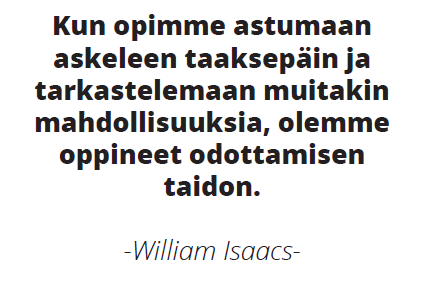 Kun opimme astumaan
askeleen taaksepäin ja
tarkastelemaan muitakin
mahdollisuuksia, olemme
oppineet odottamisen
taidon.
-William Isaacs-